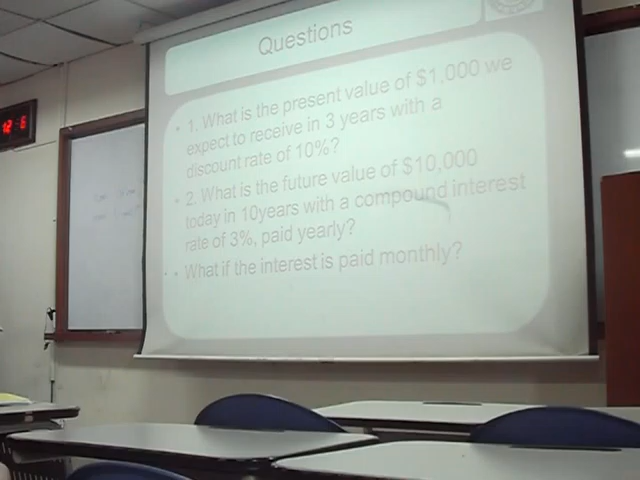 Questions
• 1. What is the present value of $1,000 we
expect to receive in 3 years with a
discount rate of 10%?
• 2. What is the future value of $10,000
today in 10years with a compound interest
rate of 3%, paid yearly?
• What if the interest is paid monthly?